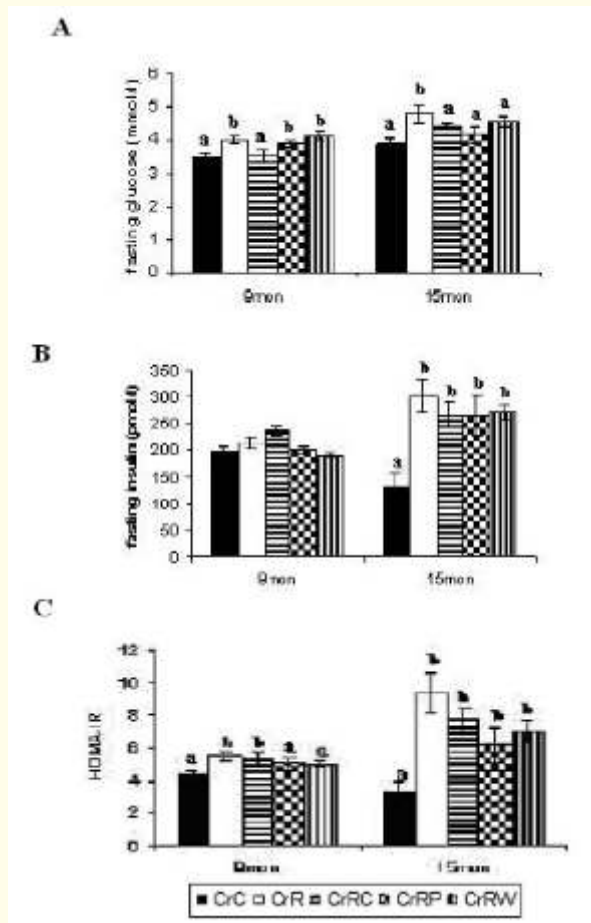 A
fasting glucose (mmol/l)
6
5
4
3
2
1
0
a b a b b
a b a a a
9mon 15mon
B
fasting insulin (pmol/l)
350
300
250
200
150
100
50
0
a b b b b
9mon 15mon
C
HOMA-IR
12
10
8
6
4
2
0
a b b a
b b b b
9mon 15mon
CrC CrR CrRC CrRP CrRW